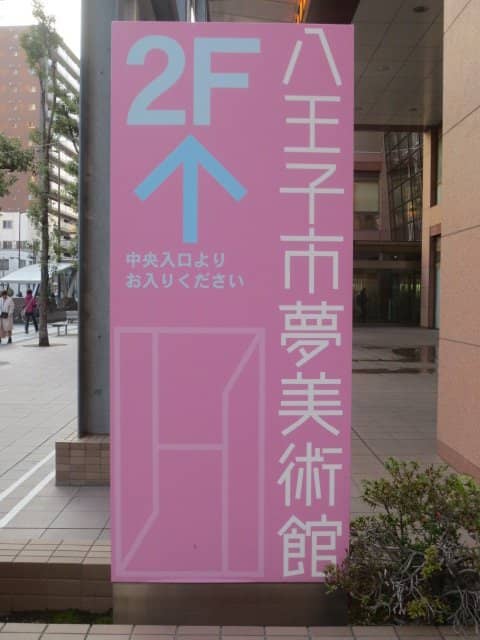 八王子市夢美術館
2F
↑
中央入口より
お入りください